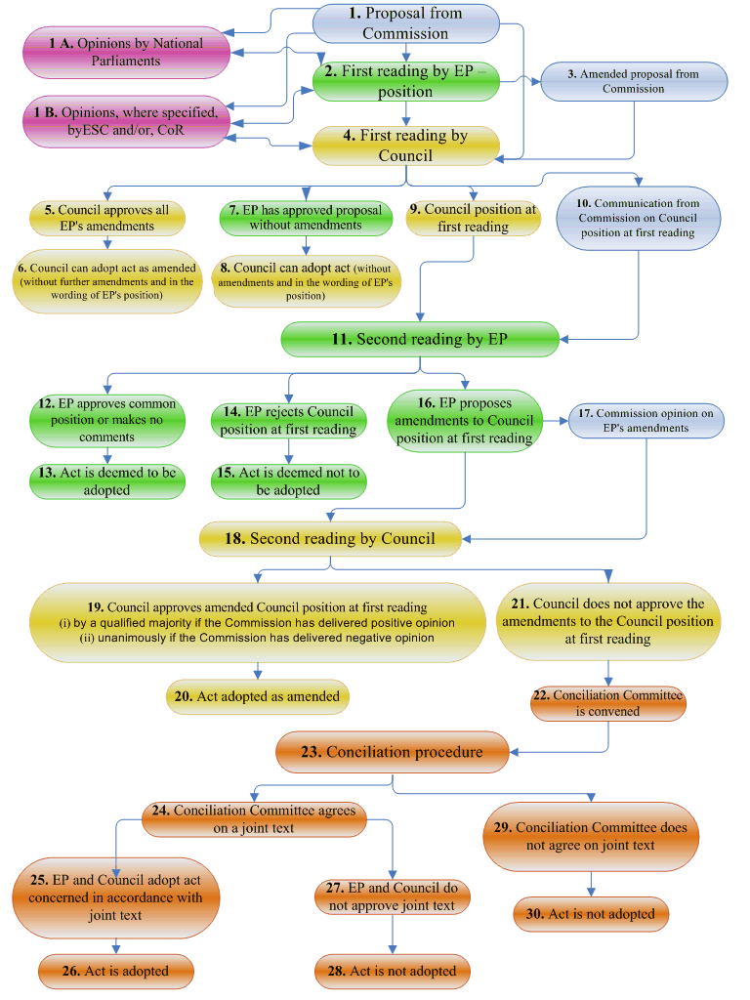 1. Proposal from
Commission
1 A. Opinions by National
Parliaments
2. First reading by EP –
position
3. Amended proposal from
Commission
1 B. Opinions, where specified,
byESC and/or, CoR
4. First reading by
Council
5. Council approves all
EP's amendments
7. EP has approved proposal
without amendments
9. Council position at
first reading
10. Communication from
Commission on Council
position at first reading
6. Council can adopt act as amended
(without further amendments and in the
wording of EP's position)
8. Council can adopt act (without
amendments and in the wording of EP's
position)
11. Second reading by EP
12. EP approves common
position or makes no
comments
14. EP rejects Council
position at first reading
16. EP proposes
amendments to Council
position at first reading
17. Commission opinion on
EP's amendments
13. Act is deemed to be
adopted
15. Act is deemed not to
be adopted
18. Second reading by Council
19. Council approves amended Council position at first reading
(i) by a qualified majority if the Commission has delivered positive opinion
(ii) unanimously if the Commission has delivered negative opinion
21. Council does not approve the
amendments to the Council position
at first reading
20. Act adopted as amended
22. Conciliation Committee
is convened
23. Conciliation procedure
24. Conciliation Committee agrees
on a joint text
29. Conciliation Committee does
not agree on joint text
25. EP and Council adopt act
concerned in accordance with
joint text
27. EP and Council do
not approve joint text
30. Act is not adopted
26. Act is adopted
28. Act is not adopted